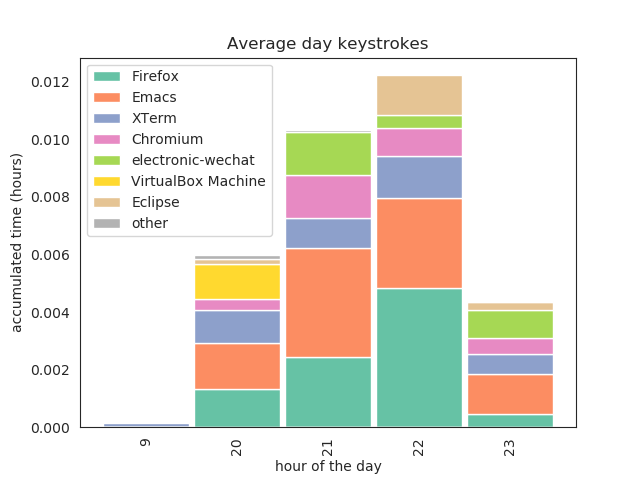 Average day keystrokes
Firefox
Emacs
XTerm
Chromium
electronic-wechat
VirtualBox Machine
Eclipse
other
accumulated time (hours)
0.012
0.010
0.008
0.006
0.004
0.002
0.000
9
20
21
22
23
hour of the day